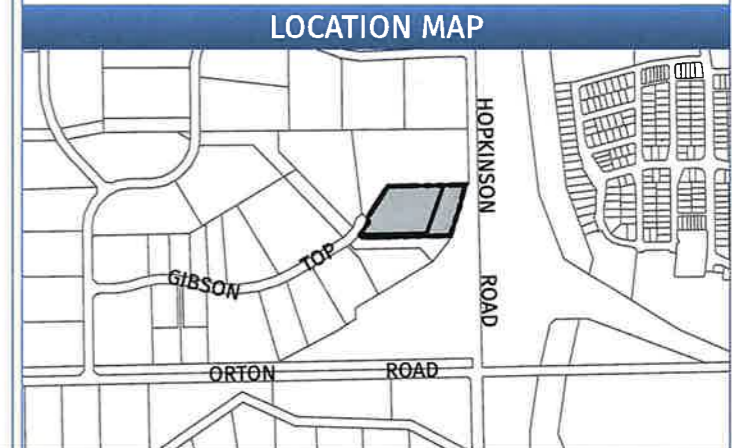 LOCATION MAP
HOPKINSON ROAD
GIBSON TOP
ORTON ROAD